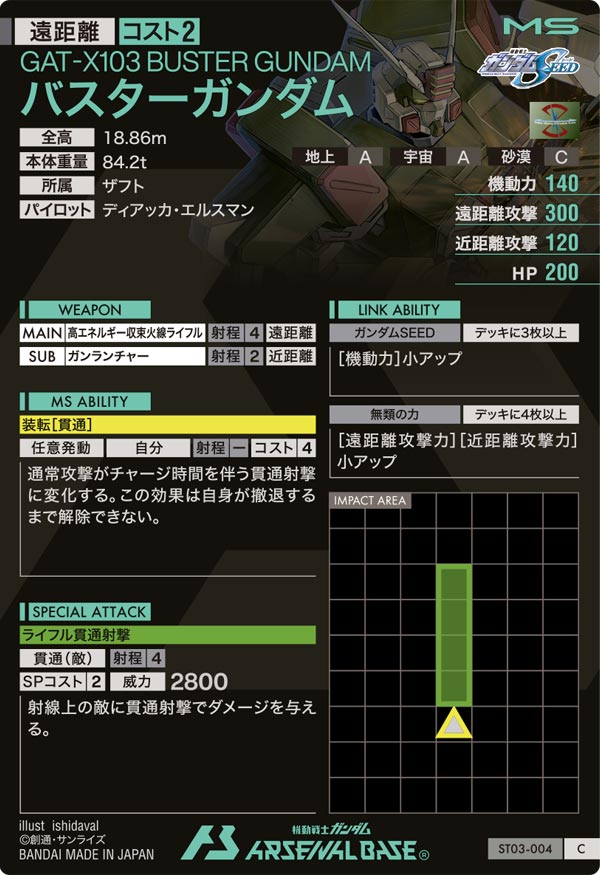 遠距離 コスト2
MS
GAT-X103 BUSTER GUNDAM
バスターガンダム
機動戦士
ガンダムSEED
全高 18.86m
本体重量 84.2t
所属 ザフト
パイロット ディアッカ・エルスマン
地上 A 宇宙 A 砂漠 C
機動力 140
遠距離攻撃 300
近距離攻撃 120
HP 200
WEAPON
MAIN 高エネルギー収束火線ライフル 射程 4 遠距離
SUB ガンランチャー 射程 2 近距離
MS ABILITY
装転[貫通]
任意発動 自分 射程 － コスト 4
通常攻撃がチャージ時間を伴う貫通射撃
に変化する。この効果は自身が撤退する
まで解除できない。
SPECIAL ATTACK
ライフル貫通射撃
貫通(敵) 射程 4
SPコスト 2 威力 2800
射線上の敵に貫通射撃でダメージを与え
る。
LINK ABILITY
ガンダムSEED デッキに3枚以上
[機動力]小アップ
無類の力 デッキに4枚以上
[遠距離攻撃力][近距離攻撃力]
小アップ
IMPACT AREA
illust ishidaval
©創通・サンライズ
BANDAI MADE IN JAPAN
機動戦士ガンダム
ARSENAL BASE®
ST03-004 C